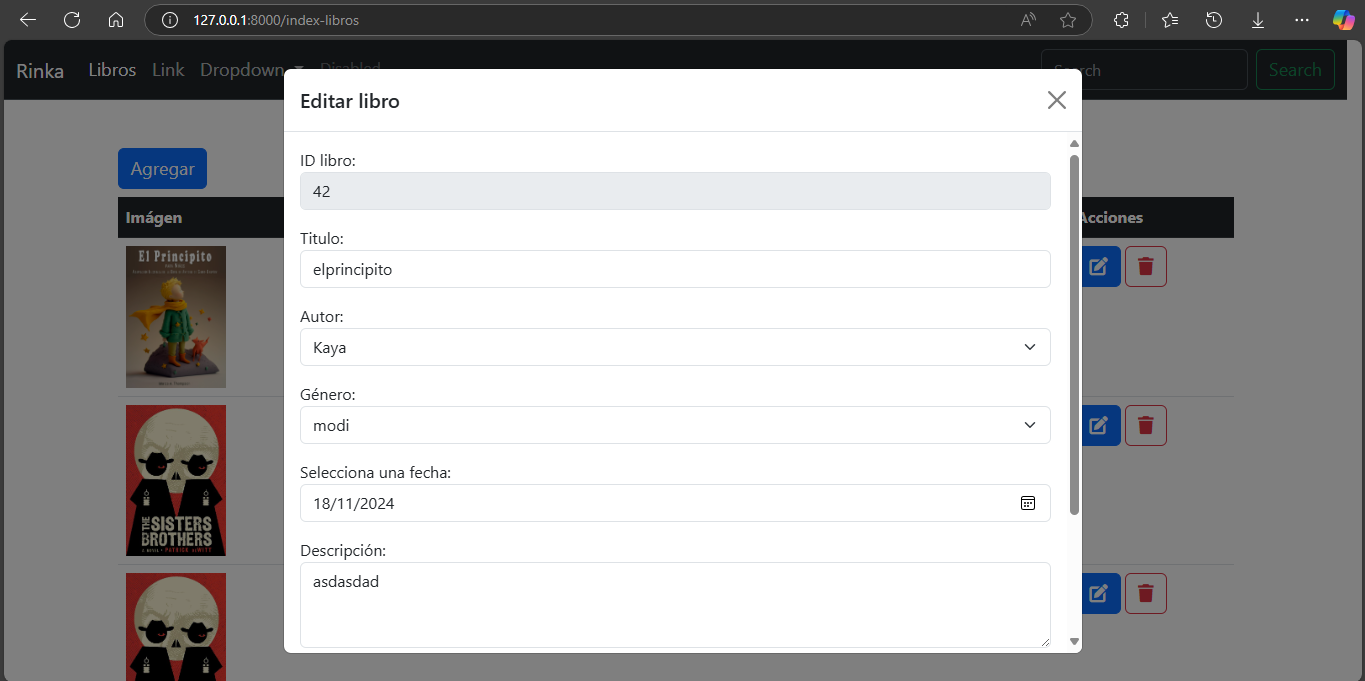 127.0.0.1:8000/index-libros
Rinka Libros Link Dropdown Disabled Search Search
Editar libro
Agregar
ID libro:
42
Imágen
Acciones
Titulo:
elprincipito
El Principito
Autor:
Kaya
Género:
modi
Selecciona una fecha:
18/11/2024
THE SISTERS
BROTHERS
A NOVEL • PATRICK DEWITT
Descripción:
asdasdad